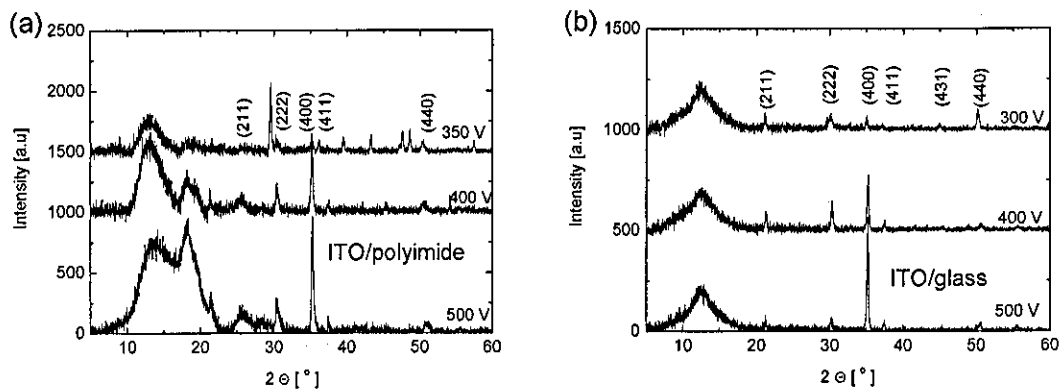 (a)
2500
2000
1500
1000
500
0
Intensity [a.u]
(211)
(222)
(400)
(411)
(440)
350 V
400 V
ITO/polyimide
500 V
10 20 30 40 50 60
2 Θ [ ° ]
(b)
1500
1000
500
0
Intensity [a.u]
(211)
(222)
(400)
(411)
(431)
(440)
300 V
400 V
ITO/glass
500 V
10 20 30 40 50 60
2 Θ [ ° ]